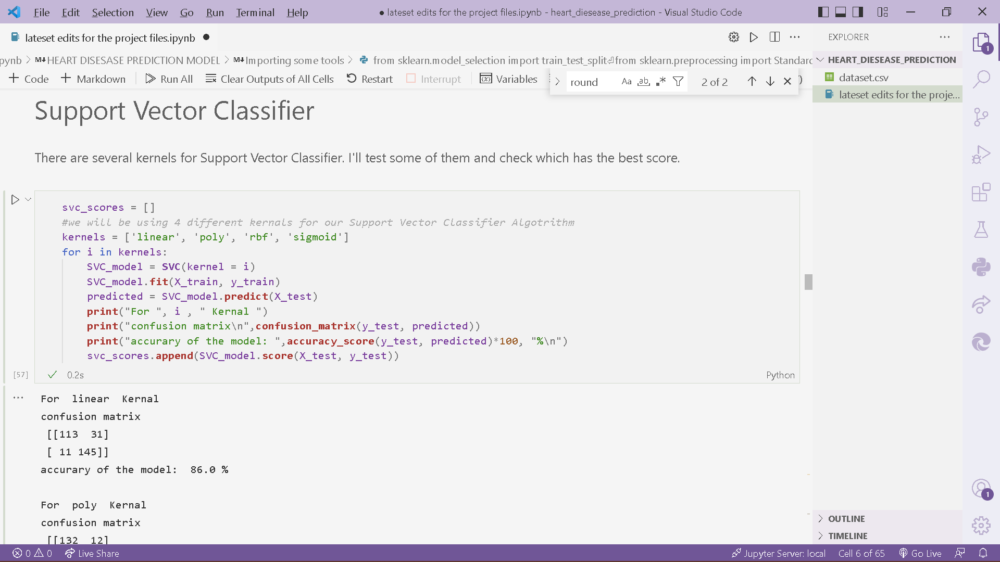 File Edit Selection View Go Run Terminal Help
● lateset edits for the project files.ipynb - heart_diesease_prediction - Visual Studio Code
lateset edits for the project files.ipynb ●
pynb > M↓HEART DISESASE PREDICTION MODEL > M↓Importing some tools > from sklearn.model_selection import train_test_split⏎from sklearn.preprocessing import Standard
+ Code + Markdown Run All Clear Outputs of All Cells Restart Interrupt Variables
round Aa ab 2 of 2
Support Vector Classifier
There are several kernels for Support Vector Classifier. I'll test some of them and check which has the best score.
svc_scores = []
#we will be using 4 different kernals for our Support Vector Classifier Algotrithm
kernels = ['linear', 'poly', 'rbf', 'sigmoid']
for i in kernels:
    SVC_model = SVC(kernel = i)
    SVC_model.fit(X_train, y_train)
    predicted = SVC_model.predict(X_test)
    print("For ", i , " Kernal ")
    print("confusion matrix\n",confusion_matrix(y_test, predicted))
    print("accurary of the model: ",accuracy_score(y_test, predicted)*100, "%\n")
    svc_scores.append(SVC_model.score(X_test, y_test))
[57] ✓ 0.2s Python
For  linear  Kernal
confusion matrix
 [[113  31]
 [ 11 145]]
accurary of the model:  86.0 %
For  poly  Kernal
confusion matrix
 [[132  12]
EXPLORER
HEART_DIESEASE_PREDICTION
dataset.csv
lateset edits for the proje...
1
1
OUTLINE
TIMELINE
0 0 Live Share Jupyter Server: local Cell 6 of 65 Go Live